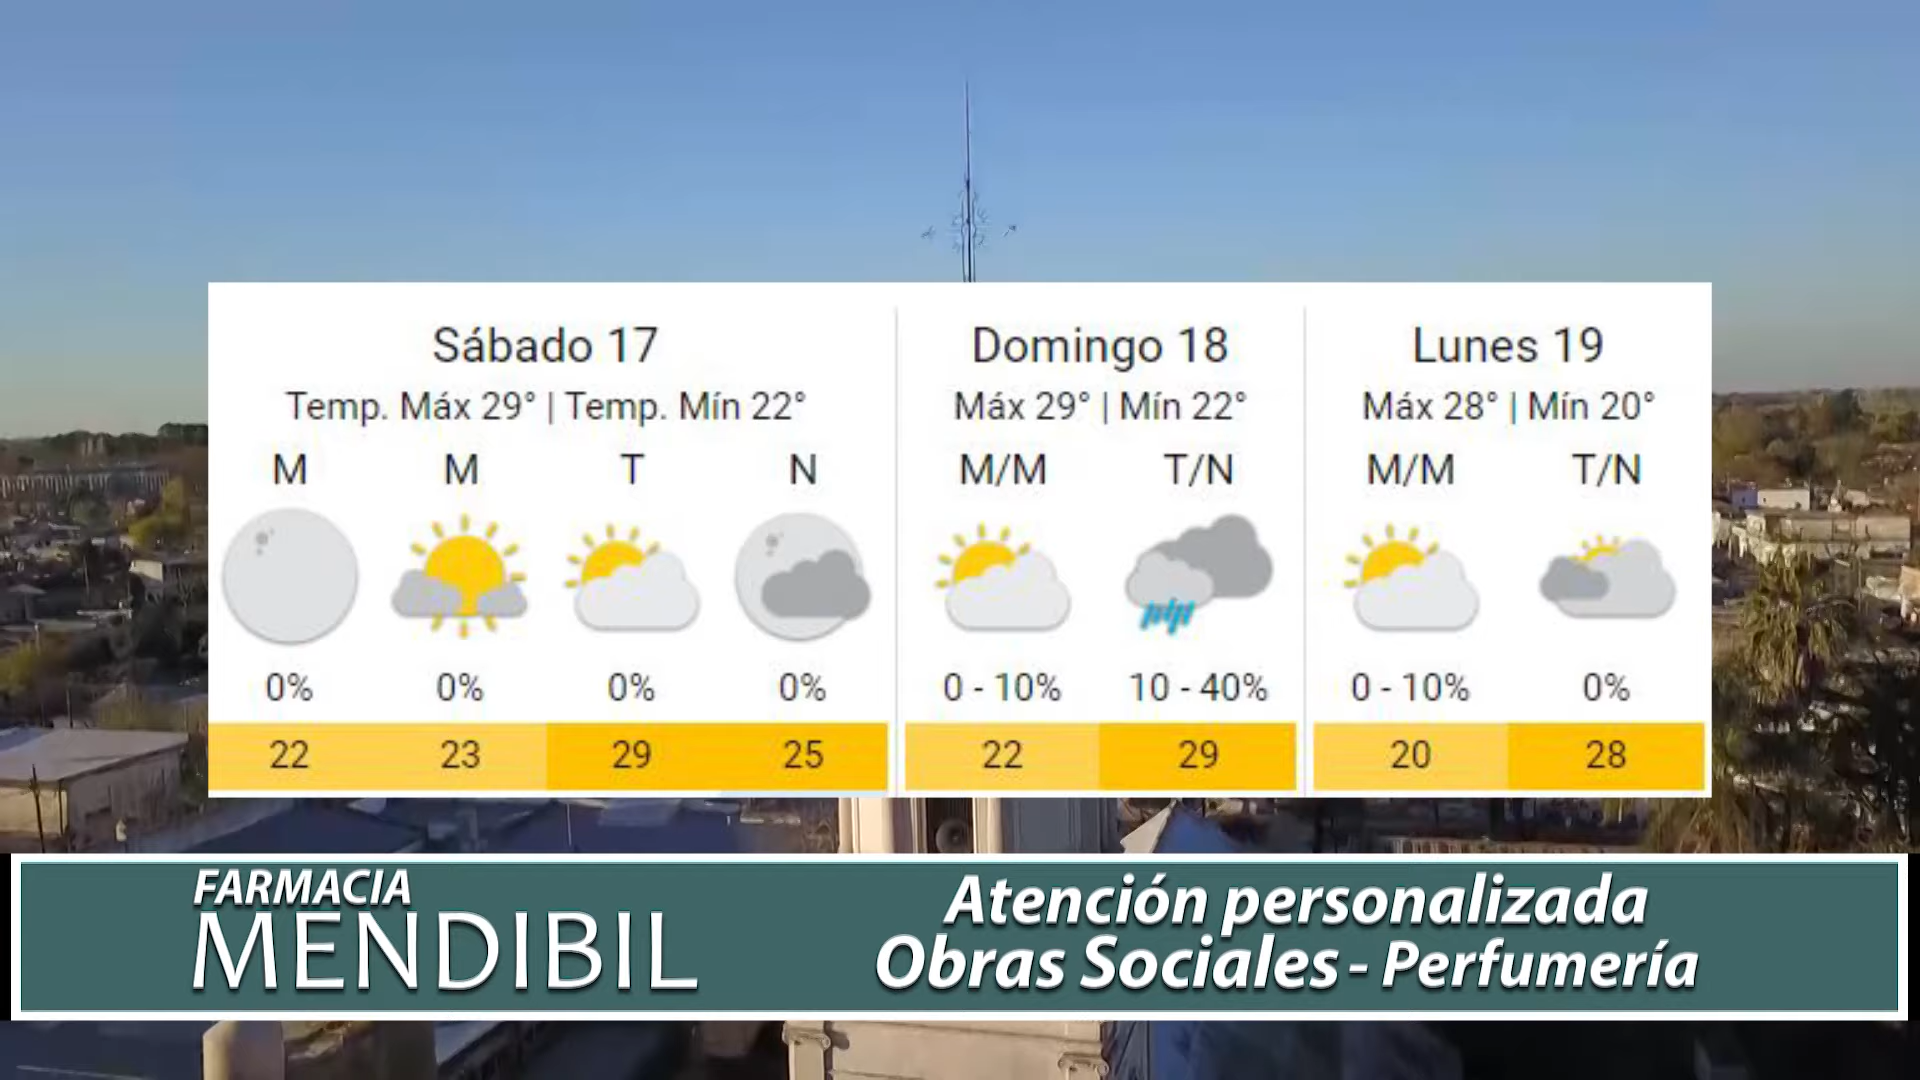 Sábado 17
Temp. Máx 29° | Temp. Mín 22°
M M T N
0% 0% 0% 0%
22 23 29 25
Domingo 18
Máx 29° | Mín 22°
M/M T/N
0 - 10% 10 - 40%
22 29
Lunes 19
Máx 28° | Mín 20°
M/M T/N
0 - 10% 0%
20 28
FARMACIA
MENDIBIL
Atención personalizada
Obras Sociales - Perfumería